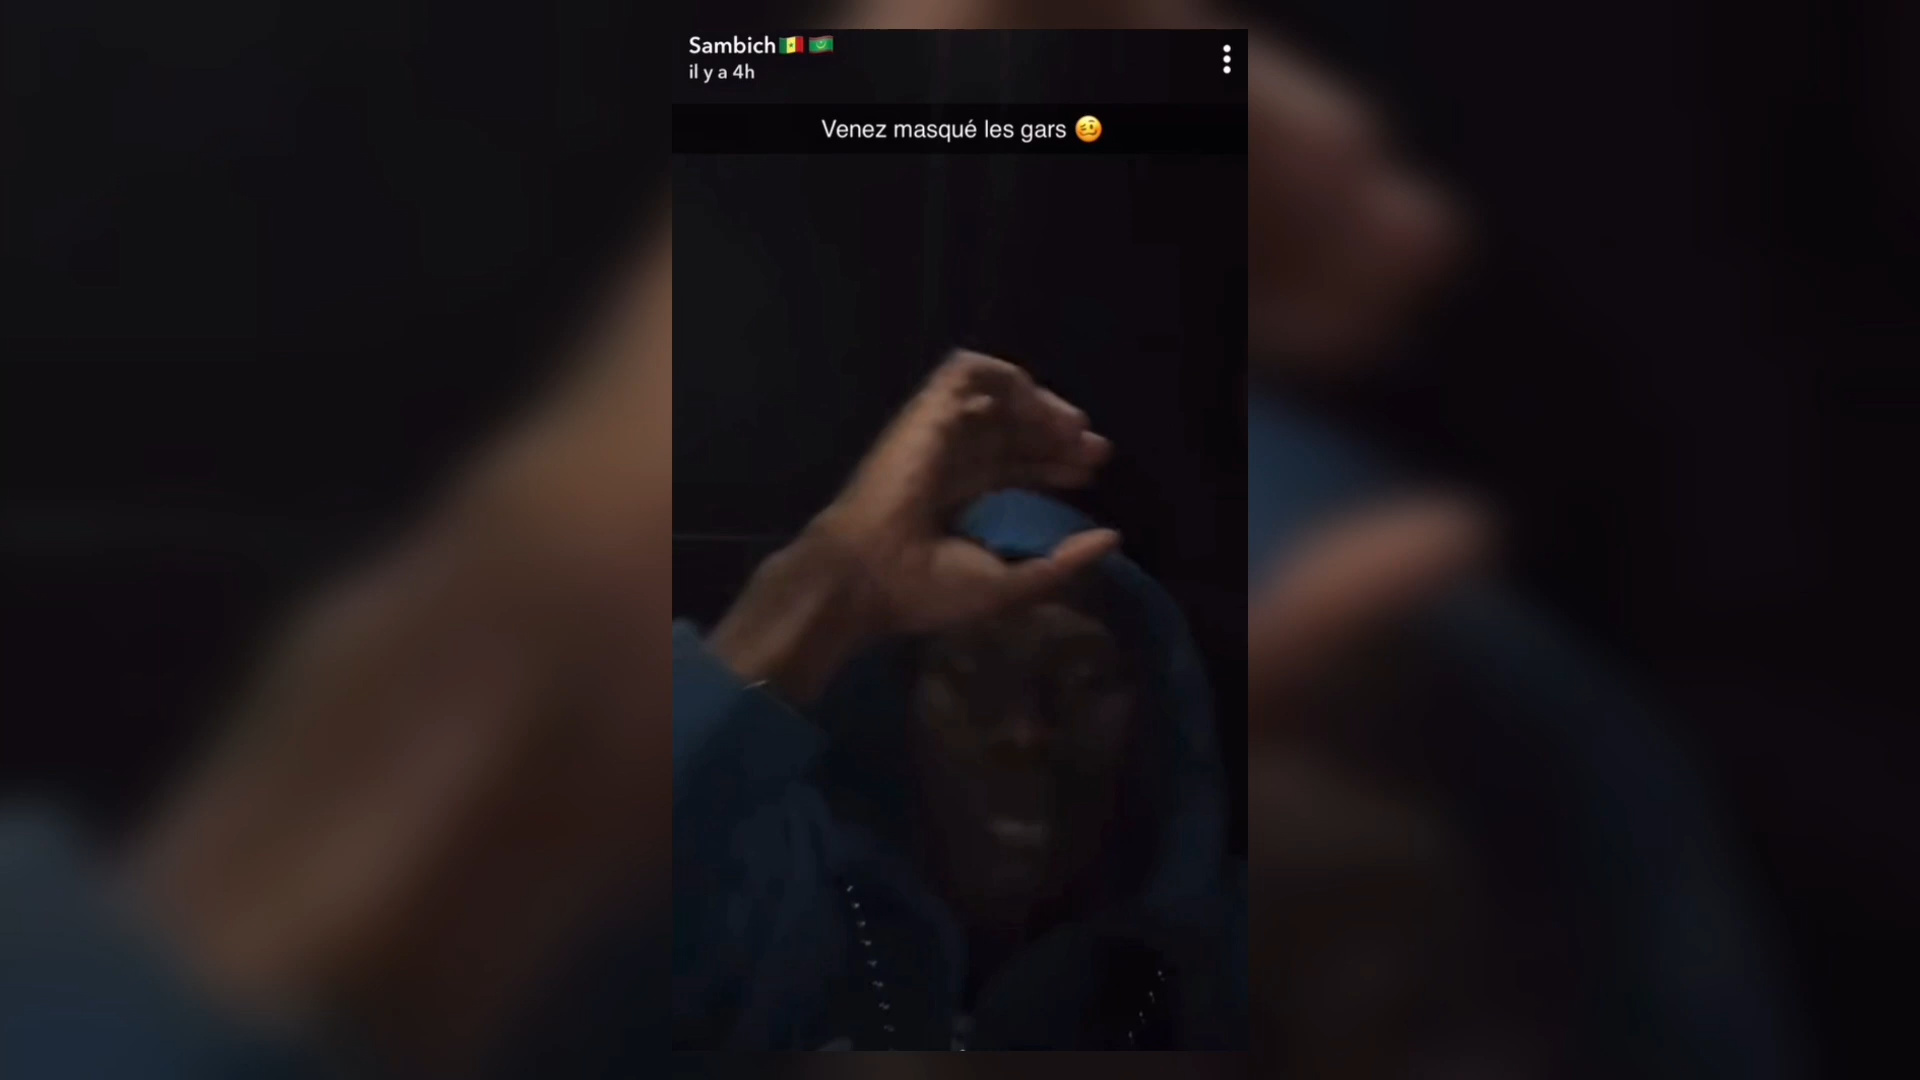 Sambich🇸🇳 🇲🇷
il y a 4h
Venez masqué les gars 🥴